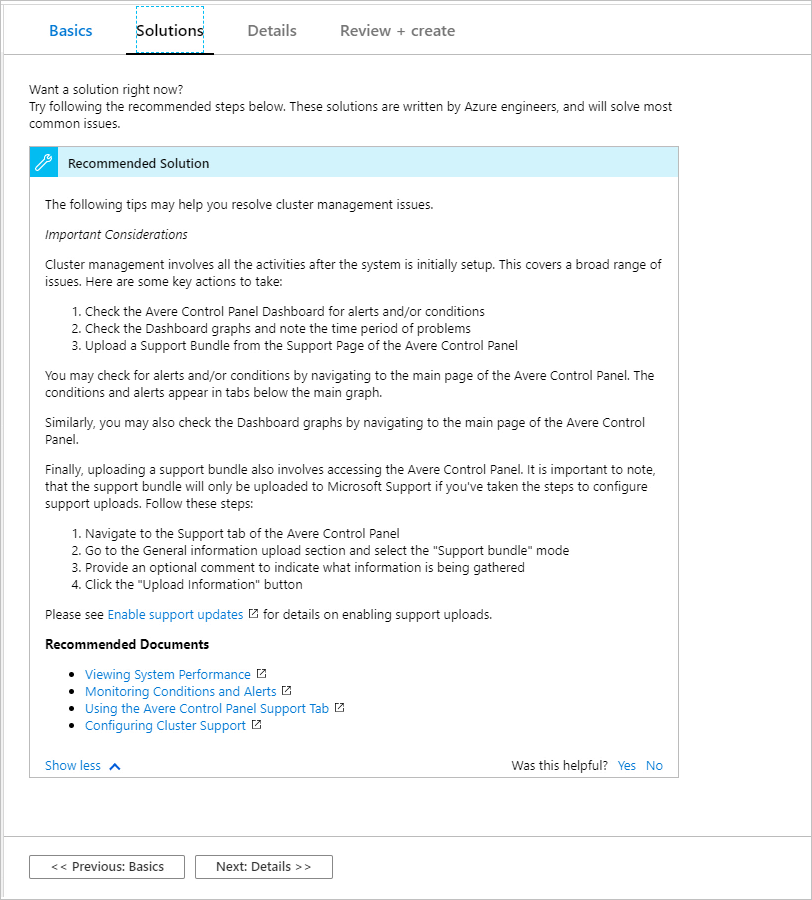 Basics Solutions Details Review + create
Want a solution right now?
Try following the recommended steps below. These solutions are written by Azure engineers, and will solve most
common issues.
Recommended Solution
The following tips may help you resolve cluster management issues.
Important Considerations
Cluster management involves all the activities after the system is initially setup. This covers a broad range of
issues. Here are some key actions to take:
1. Check the Avere Control Panel Dashboard for alerts and/or conditions
2. Check the Dashboard graphs and note the time period of problems
3. Upload a Support Bundle from the Support Page of the Avere Control Panel
You may check for alerts and/or conditions by navigating to the main page of the Avere Control Panel. The
conditions and alerts appear in tabs below the main graph.
Similarly, you may also check the Dashboard graphs by navigating to the main page of the Avere Control
Panel.
Finally, uploading a support bundle also involves accessing the Avere Control Panel. It is important to note,
that the support bundle will only be uploaded to Microsoft Support if you've taken the steps to configure
support uploads. Follow these steps:
1. Navigate to the Support tab of the Avere Control Panel
2. Go to the General information upload section and select the "Support bundle" mode
3. Provide an optional comment to indicate what information is being gathered
4. Click the "Upload Information" button
Please see Enable support updates for details on enabling support uploads.
Recommended Documents
• Viewing System Performance
• Monitoring Conditions and Alerts
• Using the Avere Control Panel Support Tab
• Configuring Cluster Support
Show less Was this helpful? Yes No
<< Previous: Basics Next: Details >>